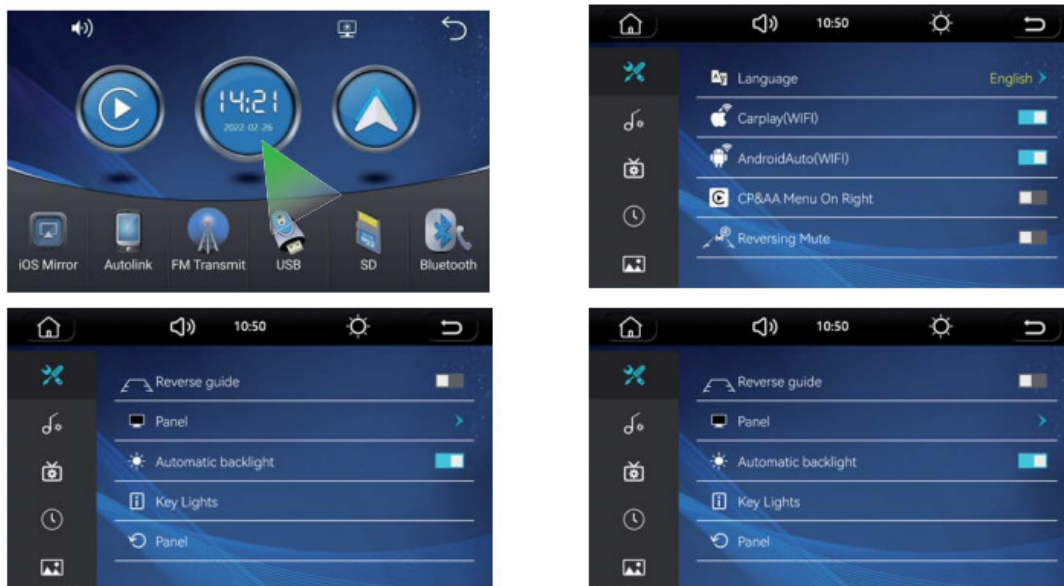 14:21
2022-02-26
iOS Mirror
Autolink
FM Transmit
USB
SD
Bluetooth
10:50
Language English
Carplay(WIFI)
AndroidAuto(WIFI)
CP&AA Menu On Right
Reversing Mute
10:50
Reverse guide
Panel
Automatic backlight
Key Lights
Panel
10:50
Reverse guide
Panel
Automatic backlight
Key Lights
Panel